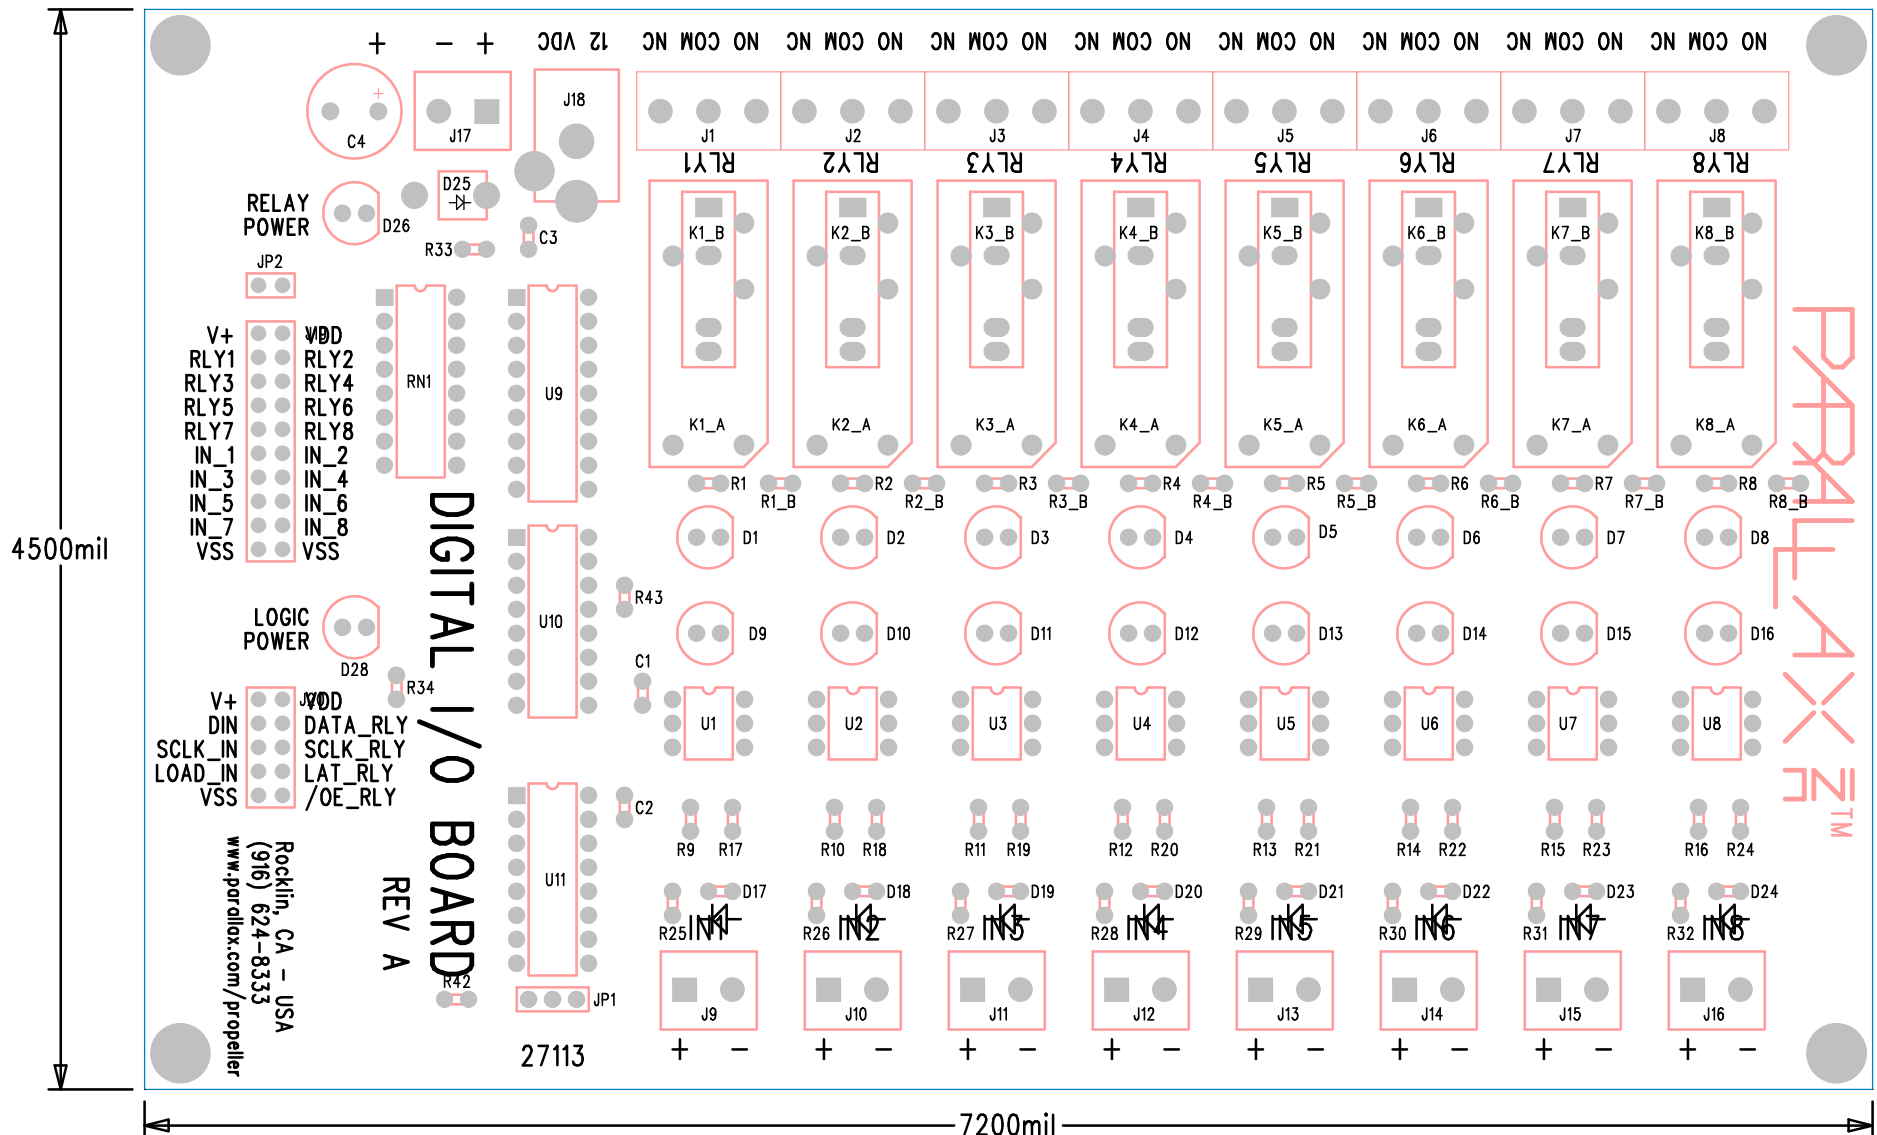 + − + 12 VDC
NC COM NO NC COM NO NC COM NO NC COM NO NC COM NO NC COM NO NC COM NO NC COM NO
+
C4 J17 J18 J1 J2 J3 J4 J5 J6 J7 J8
RLY1 RLY2 RLY3 RLY4 RLY5 RLY6 RLY7 RLY8
D25
RELAY
POWER
D26
R33 C3
K1_B K2_B K3_B K4_B K5_B K6_B K7_B K8_B
JP2
V+ VDD
RLY1 RLY2
RLY3 RLY4
RLY5 RLY6
RLY7 RLY8
IN_1 IN_2
IN_3 IN_4
IN_5 IN_6
IN_7 IN_8
VSS VSS
RN1 U9
K1_A K2_A K3_A K4_A K5_A K6_A K7_A K8_A
R1 R2 R3 R4 R5 R6 R7 R8
R1_B R2_B R3_B R4_B R5_B R6_B R7_B R8_B
D1 D2 D3 D4 D5 D6 D7 D8
4500mil
PARALLAX
TM
DIGITAL I/O BOARD
REV A
R43
U10
LOGIC
POWER
D28
R34
C1
D9 D10 D11 D12 D13 D14 D15 D16
U1 U2 U3 U4 U5 U6 U7 U8
J20
V+ VDD
DIN DATA_RLY
SCLK_IN SCLK_RLY
LOAD_IN LAT_RLY
VSS /OE_RLY
C2
U11
R9 R17 R10 R18 R11 R19 R12 R20 R13 R21 R14 R22 R15 R23 R16 R24
D17 D18 D19 D20 D21 D22 D23 D24
R25 IN1 R26 IN2 R27 IN3 R28 IN4 R29 IN5 R30 IN6 R31 IN7 R32 IN8
Rocklin, CA - USA
(916) 624-8333
www.parallax.com/propeller
R42
JP1
J9 J10 J11 J12 J13 J14 J15 J16
27113
+ − + − + − + − + − + − + − + −
7200mil